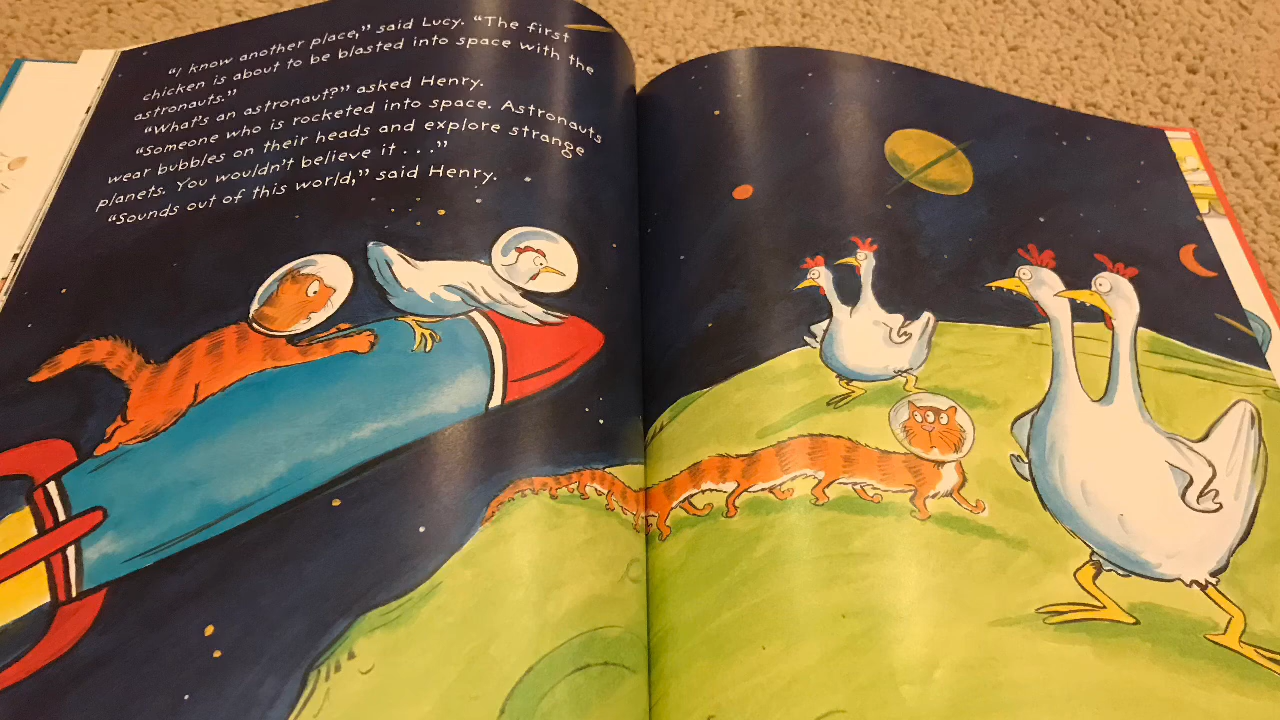 “I know another place,” said Lucy. “The first
chicken is about to be blasted into space with the
astronauts.”
“What's an astronaut?” asked Henry.
“Someone who is rocketed into space. Astronauts
wear bubbles on their heads and explore strange
planets. You wouldn't believe it . . .”
“Sounds out of this world,” said Henry.